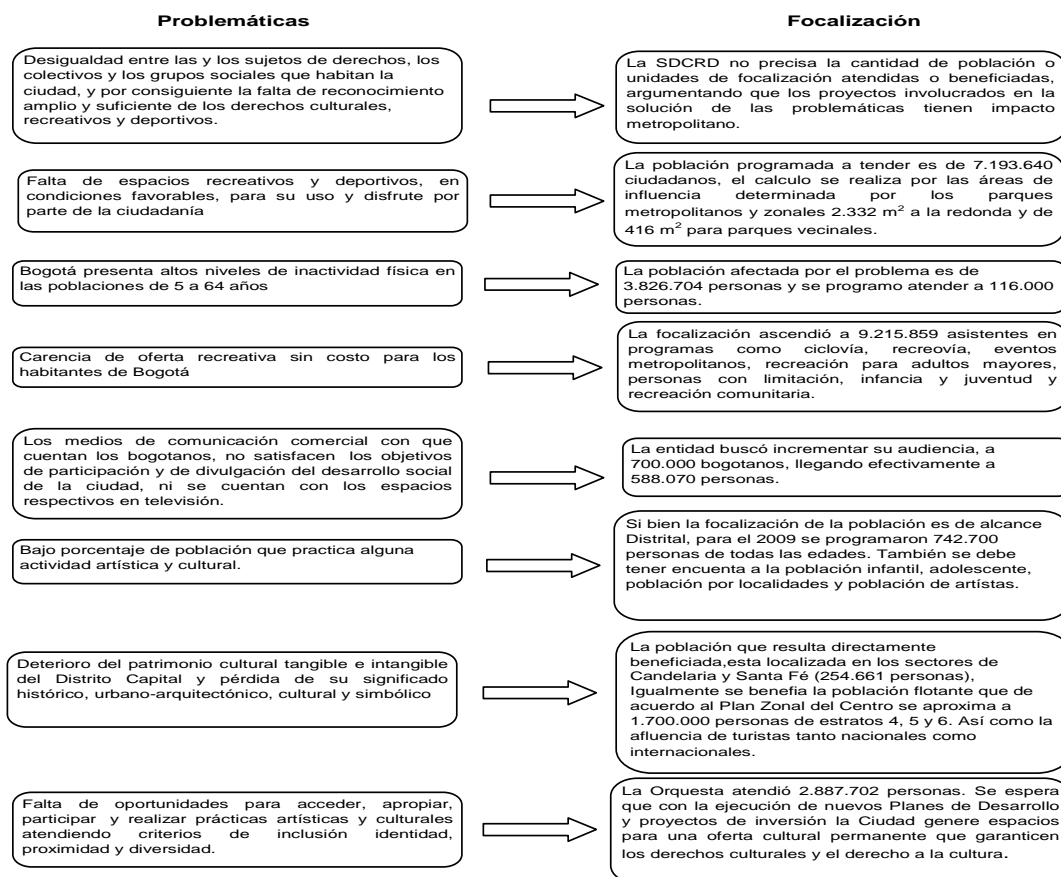 Problemáticas
Focalización
Desigualdad entre las y los sujetos de derechos, los
colectivos y los grupos sociales que habitan la
ciudad, y por consiguiente la falta de reconocimiento
amplio y suficiente de los derechos culturales,
recreativos y deportivos.
La SDCRD no precisa la cantidad de población o
unidades de focalización atendidas o beneficiadas,
argumentando que los proyectos involucrados en la
solución de las problemáticas tienen impacto
metropolitano.
Falta de espacios recreativos y deportivos, en
condiciones favorables, para su uso y disfrute por
parte de la ciudadanía
La población programada a tender es de 7.193.640
ciudadanos, el calculo se realiza por las áreas de
influencia determinada por los parques
metropolitanos y zonales 2.332 m² a la redonda y de
416 m² para parques vecinales.
Bogotá presenta altos niveles de inactividad física en
las poblaciones de 5 a 64 años
La población afectada por el problema es de
3.826.704 personas y se programo atender a 116.000
personas.
Carencia de oferta recreativa sin costo para los
habitantes de Bogotá
La focalización ascendió a 9.215.859 asistentes en
programas como ciclovía, recreovía, eventos
metropolitanos, recreación para adultos mayores,
personas con limitación, infancia y juventud y
recreación comunitaria.
Los medios de comunicación comercial con que
cuentan los bogotanos, no satisfacen los objetivos
de participación y de divulgación del desarrollo social
de la ciudad, ni se cuentan con los espacios
respectivos en televisión.
La entidad buscó incrementar su audiencia, a
700.000 bogotanos, llegando efectivamente a
588.070 personas.
Bajo porcentaje de población que practica alguna
actividad artística y cultural.
Si bien la focalización de la población es de alcance
Distrital, para el 2009 se programaron 742.700
personas de todas las edades. También se debe
tener encuenta a la población infantil, adolescente,
población por localidades y población de artístas.
Deterioro del patrimonio cultural tangible e intangible
del Distrito Capital y pérdida de su significado
histórico, urbano-arquitectónico, cultural y simbólico
La población que resulta directamente
beneficiada,esta localizada en los sectores de
Candelaria y Santa Fé (254.661 personas),
Igualmente se benefia la población flotante que de
acuerdo al Plan Zonal del Centro se aproxima a
1.700.000 personas de estratos 4, 5 y 6. Así como la
afluencia de turistas tanto nacionales como
internacionales.
Falta de oportunidades para acceder, apropiar,
participar y realizar prácticas artísticas y culturales
atendiendo criterios de inclusión identidad,
proximidad y diversidad.
La Orquesta atendió 2.887.702 personas. Se espera
que con la ejecución de nuevos Planes de Desarrollo
y proyectos de inversión la Ciudad genere espacios
para una oferta cultural permanente que garanticen
los derechos culturales y el derecho a la cultura.